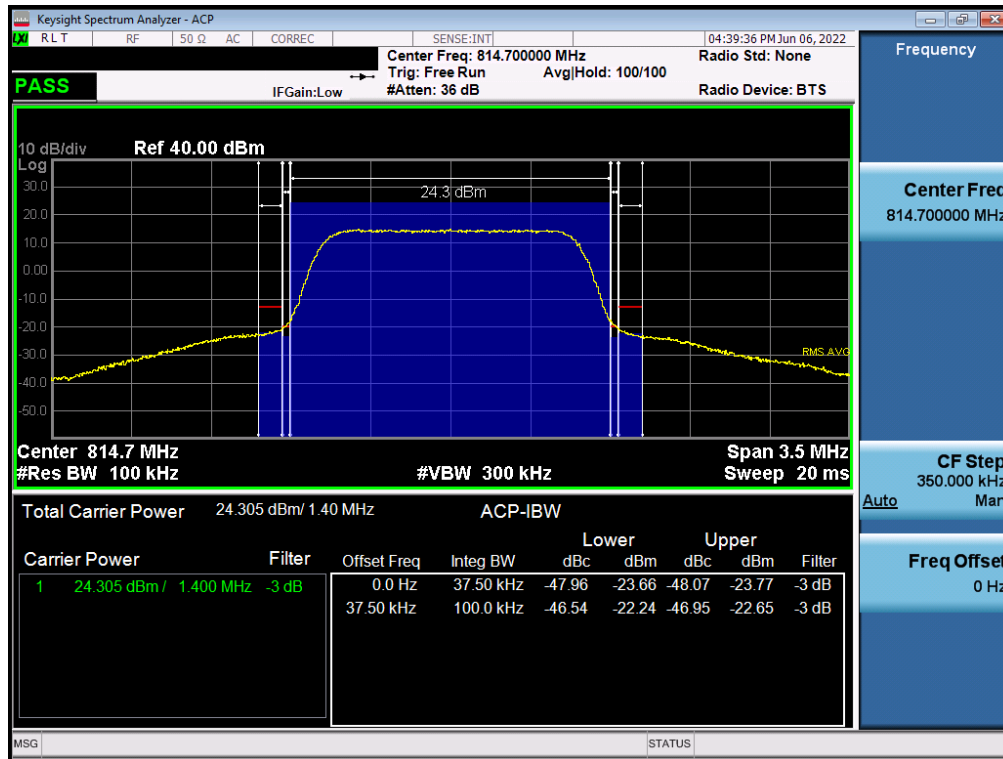 Keysight Spectrum Analyzer - ACP
LXI RLT RF 50 Ω AC CORREC SENSE:INT 04:39:36 PM Jun 06, 2022
Center Freq: 814.700000 MHz Radio Std: None
Trig: Free Run Avg|Hold: 100/100
PASS IFGain:Low #Atten: 36 dB Radio Device: BTS
10 dB/div Ref 40.00 dBm
Log
30.0
24.3 dBm
20.0
10.0
0.00
-10.0
-20.0
-30.0
RMS AVG
-40.0
-50.0
Center 814.7 MHz Span 3.5 MHz
#Res BW 100 kHz #VBW 300 kHz Sweep 20 ms
Total Carrier Power 24.305 dBm/ 1.40 MHz ACP-IBW
Lower Upper
Carrier Power Filter Offset Freq Integ BW dBc dBm dBc dBm Filter
1 24.305 dBm / 1.400 MHz -3 dB 0.0 Hz 37.50 kHz -47.96 -23.66 -48.07 -23.77 -3 dB
37.50 kHz 100.0 kHz -46.54 -22.24 -46.95 -22.65 -3 dB
MSG STATUS
Frequency
Center Freq
814.700000 MHz
CF Step
350.000 kHz
Auto Man
Freq Offset
0 Hz